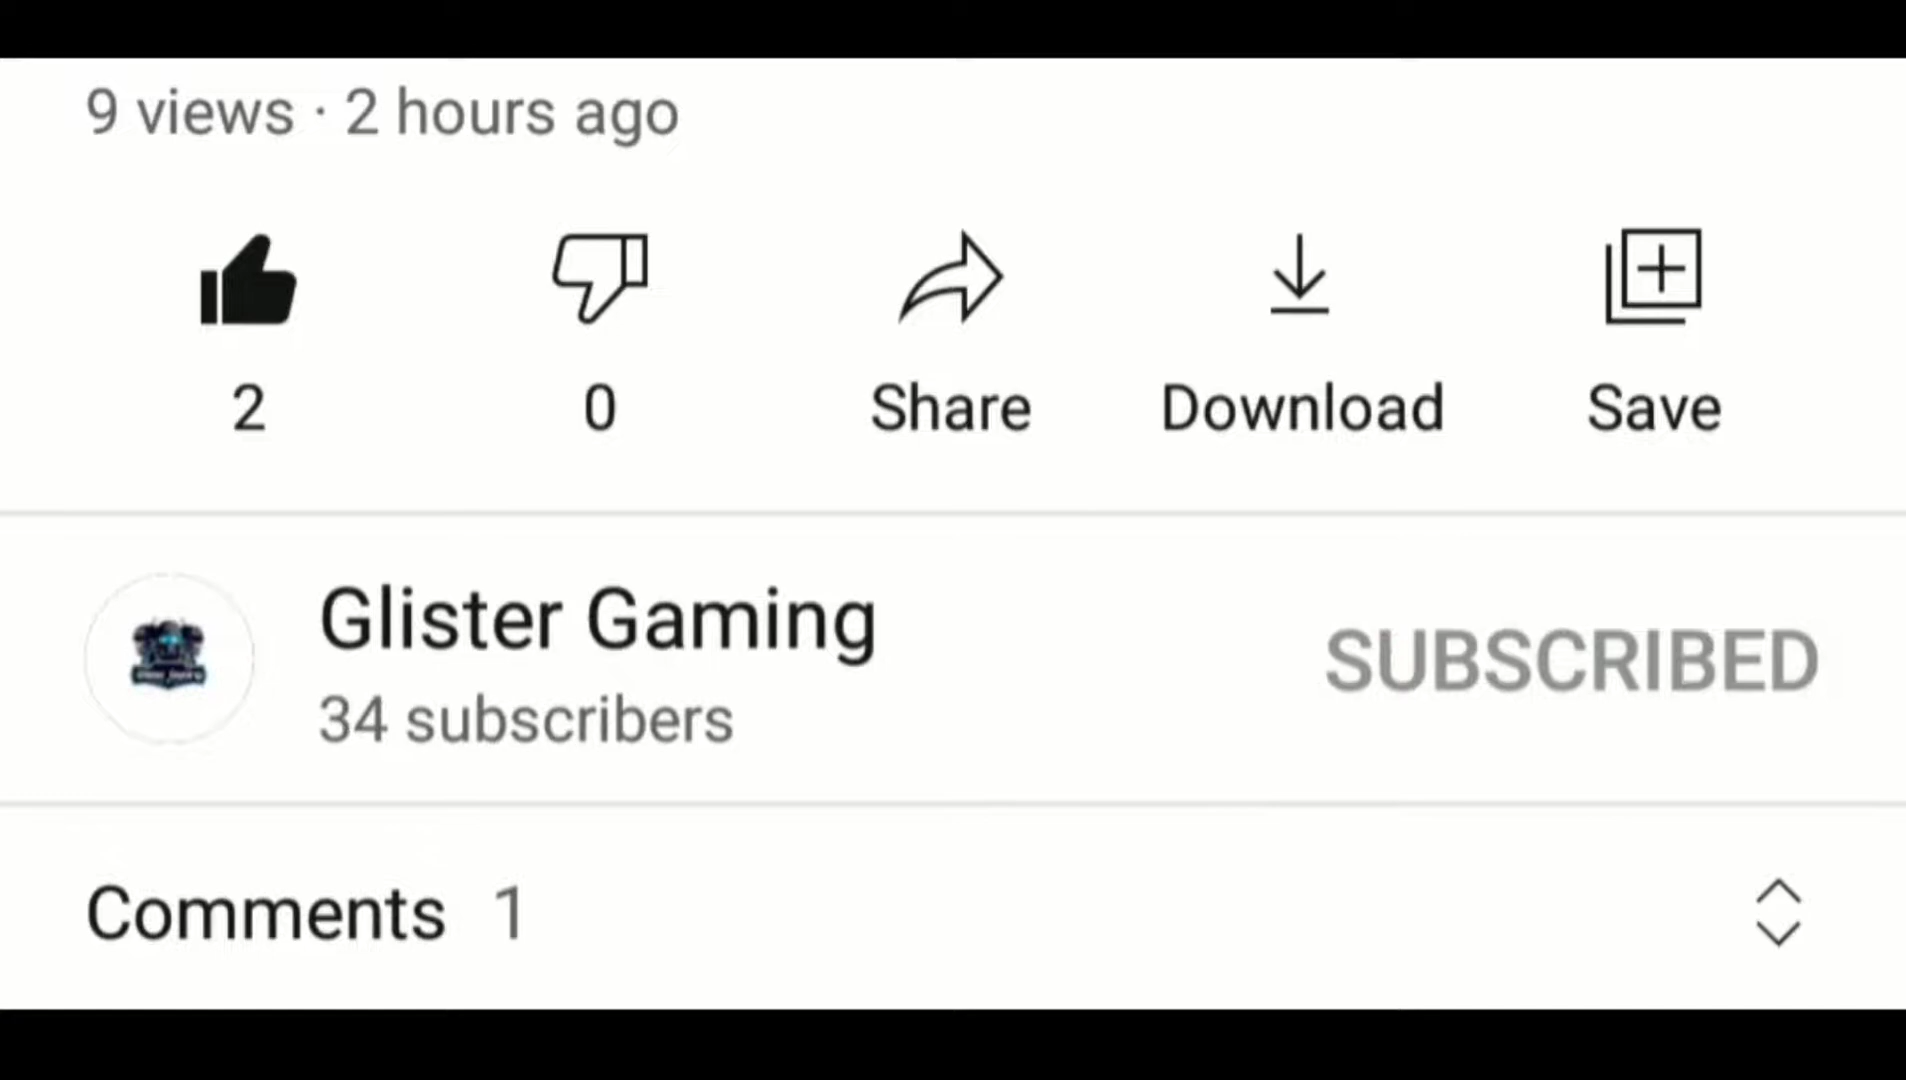 9 views · 2 hours ago
2 0 Share Download Save
Glister Gaming
SUBSCRIBED
34 subscribers
Comments 1